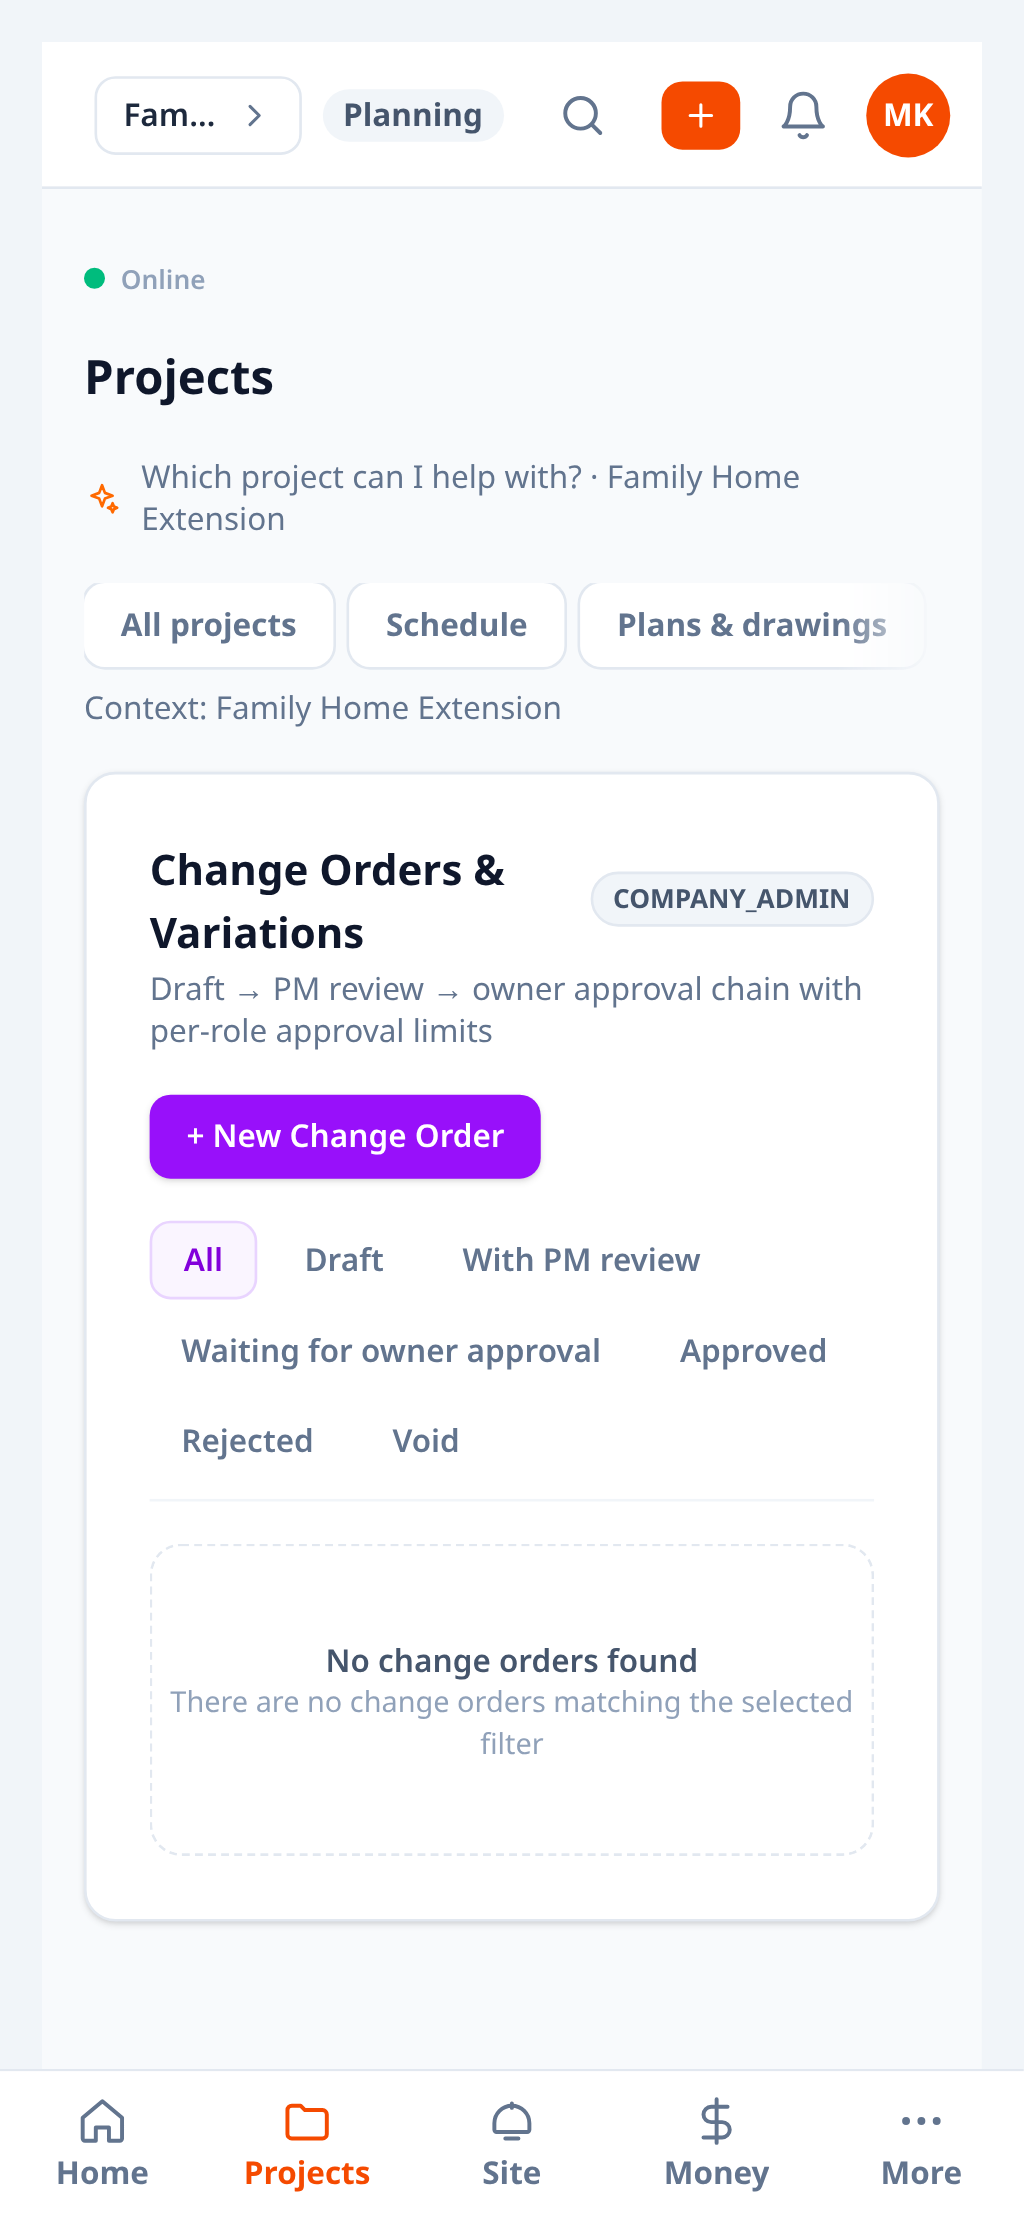 Fam...
Planning
MK
Online
Projects
Which project can I help with? · Family Home
Extension
All projects
Schedule
Plans & drawings
Context: Family Home Extension
Change Orders &
Variations
COMPANY_ADMIN
Draft → PM review → owner approval chain with
per-role approval limits
+ New Change Order
All
Draft
With PM review
Waiting for owner approval
Approved
Rejected
Void
No change orders found
There are no change orders matching the selected
filter
Home
Projects
Site
Money
More